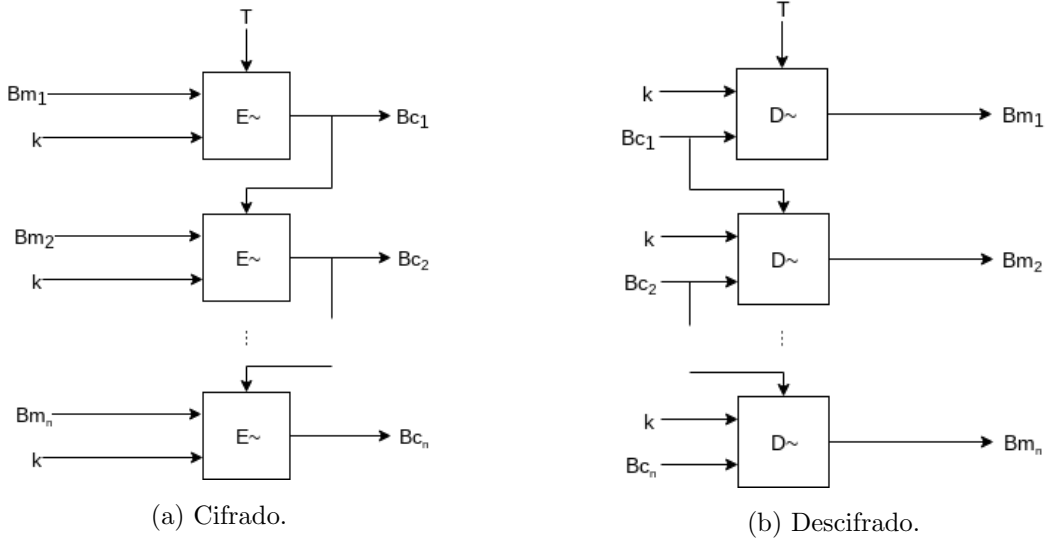 T
Bm₁
k
E~
Bc₁
Bm₂
k
E~
Bc₂
Bmₙ
k
E~
Bcₙ
(a) Cifrado.
T
k
Bc₁
D~
Bm₁
k
Bc₂
D~
Bm₂
k
Bcₙ
D~
Bmₙ
(b) Descifrado.